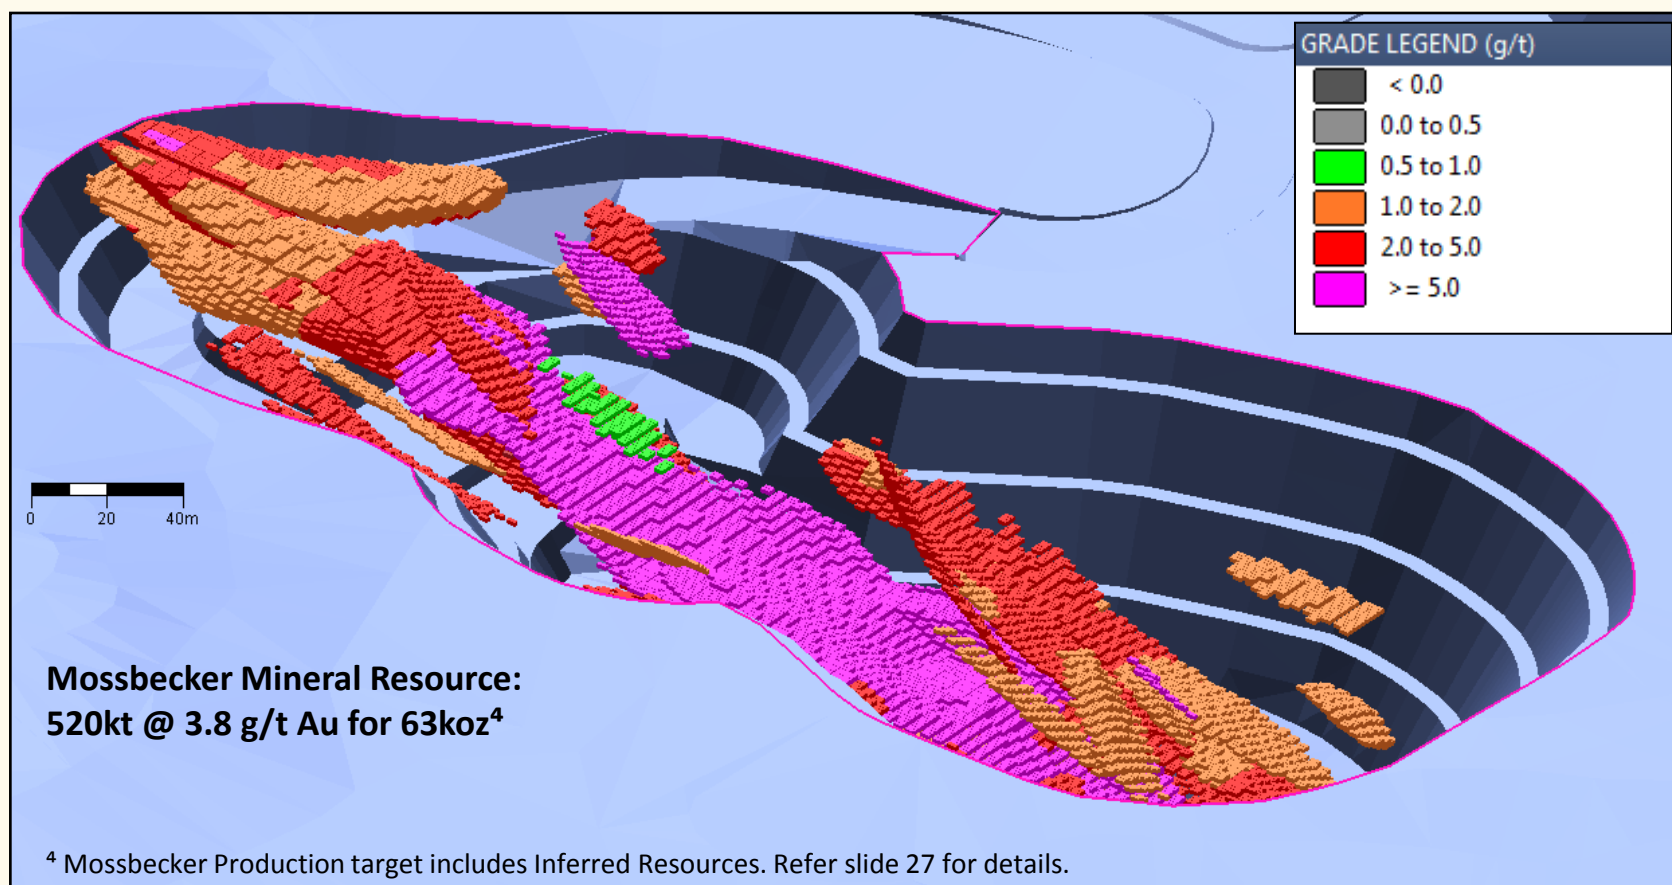 GRADE LEGEND (g/t)
< 0.0
0.0 to 0.5
0.5 to 1.0
1.0 to 2.0
2.0 to 5.0
>= 5.0
0 20 40m
Mossbecker Mineral Resource:
520kt @ 3.8 g/t Au for 63koz⁴
⁴ Mossbecker Production target includes Inferred Resources. Refer slide 27 for details.